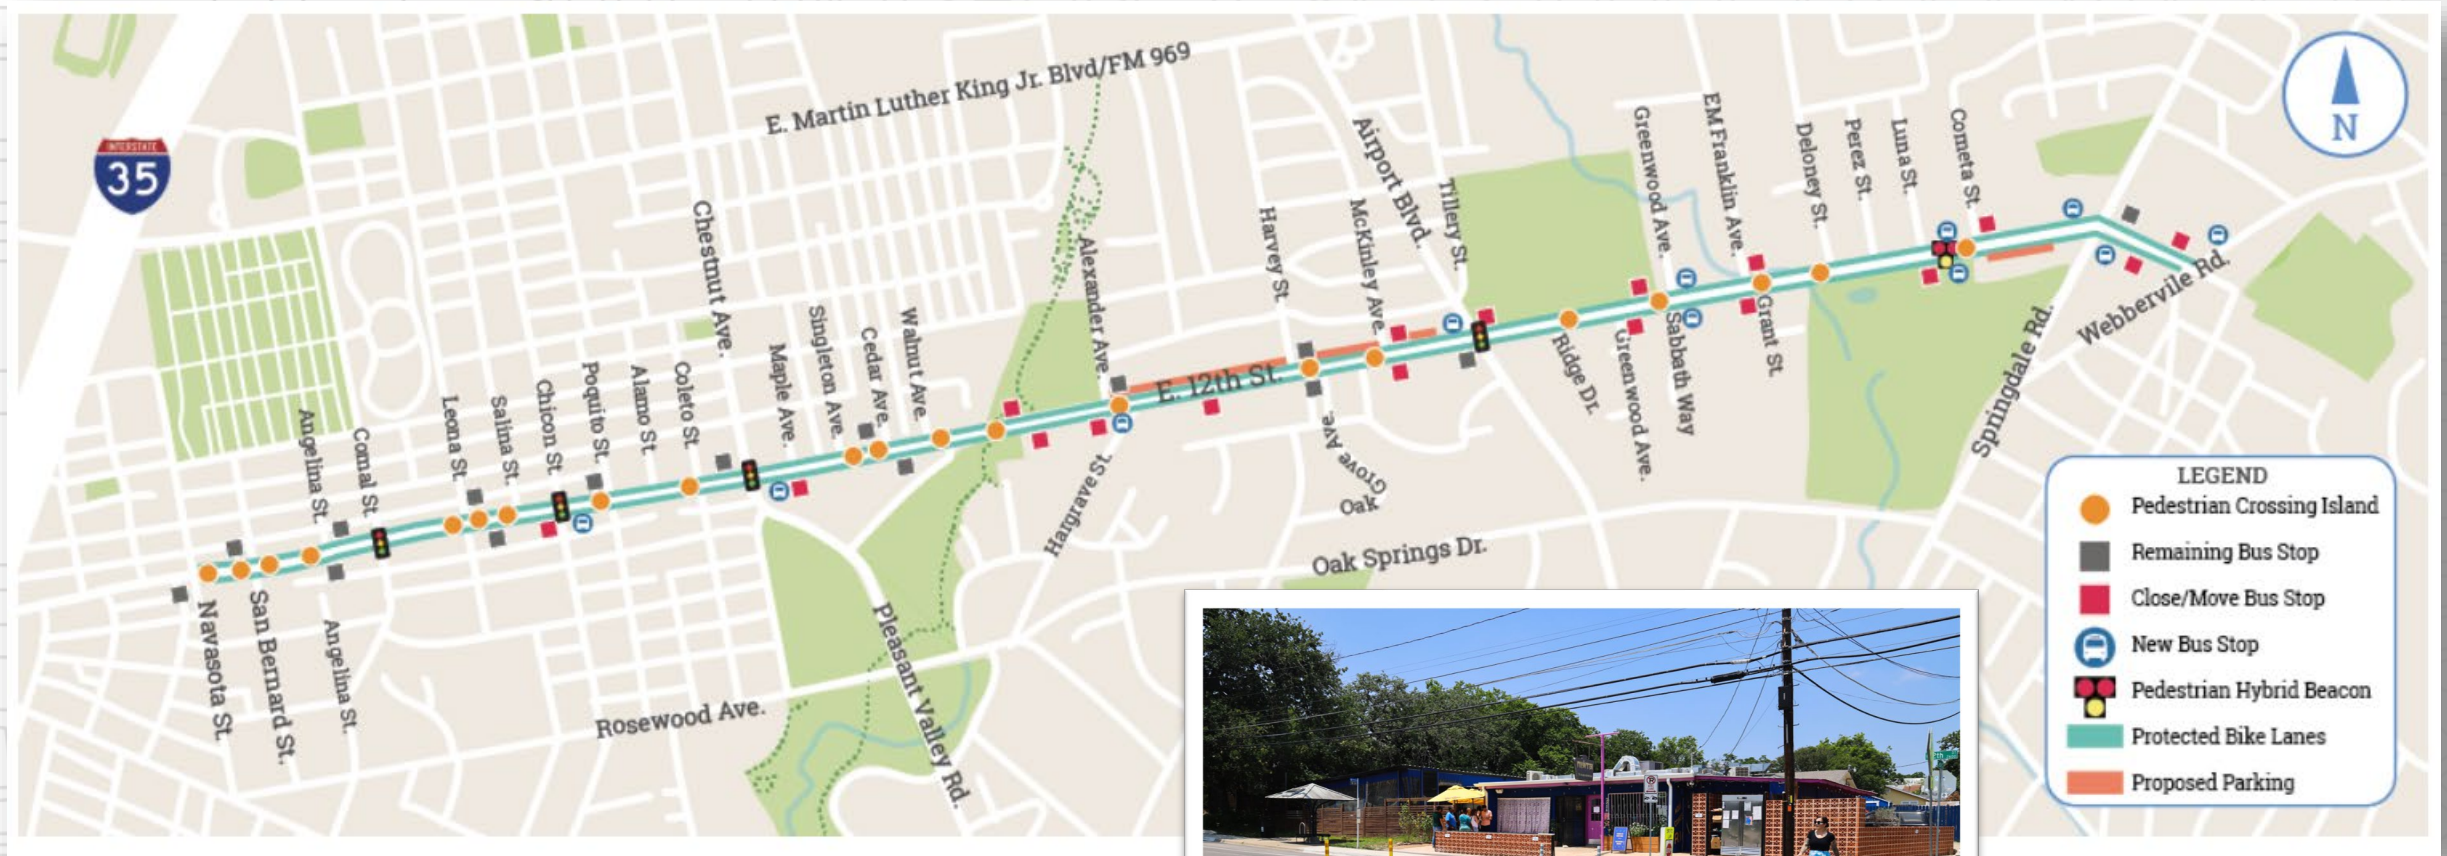 INTERSTATE
35
E. Martin Luther King Jr. Blvd/FM 969
N
Chestnut Ave.
Alexander Ave.
Harvey St.
Airport Blvd.
McKinley Ave.
Tillery St.
Greenwood Ave.
EM Franklin Ave.
Deloney St.
Perez St.
Luna St.
Cometa St.
Angelina St.
Comal St.
Leona St.
Salina St.
Chicon St.
Poquito St.
Alamo St.
Coleto St.
Maple Ave.
Singleton Ave.
Cedar Ave.
Walnut Ave.
E. 12th St.
Navasota St.
San Bernard St.
Angelina St.
Rosewood Ave.
Pleasant Valley Rd.
Hargrave St.
Oak
Grove Ave.
Oak Springs Dr.
Ridge Dr.
Greenwood Ave.
Sabbath Way
Grant St.
Springdale Rd.
Webbervile Rd.
LEGEND
Pedestrian Crossing Island
Remaining Bus Stop
Close/Move Bus Stop
New Bus Stop
Pedestrian Hybrid Beacon
Protected Bike Lanes
Proposed Parking